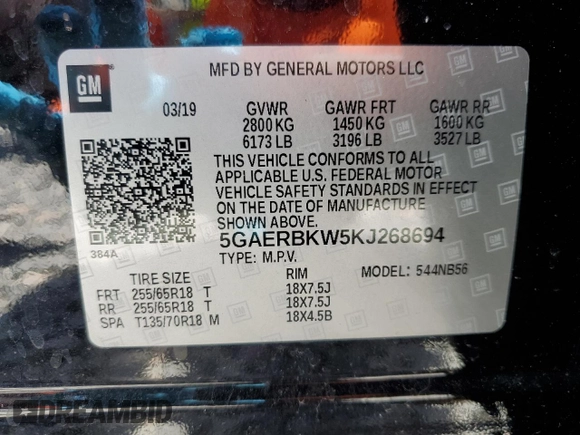 GM
MFD BY GENERAL MOTORS LLC
03/19 GVWR GAWR FRT GAWR RR
2800 KG 1450 KG 1600 KG
6173 LB 3196 LB 3527 LB
THIS VEHICLE CONFORMS TO ALL
APPLICABLE U.S. FEDERAL MOTOR
VEHICLE SAFETY STANDARDS IN EFFECT
ON THE DATE OF MANUFACTURE
SHOWN ABOVE.
384A
5GAERBKW5KJ268694
TYPE: M.P.V. MODEL: 544NB56
TIRE SIZE RIM
FRT 255/65R18 T 18X7.5J
RR 255/65R18 T 18X7.5J
SPA T135/70R18 M 18X4.5B
DREAMBID